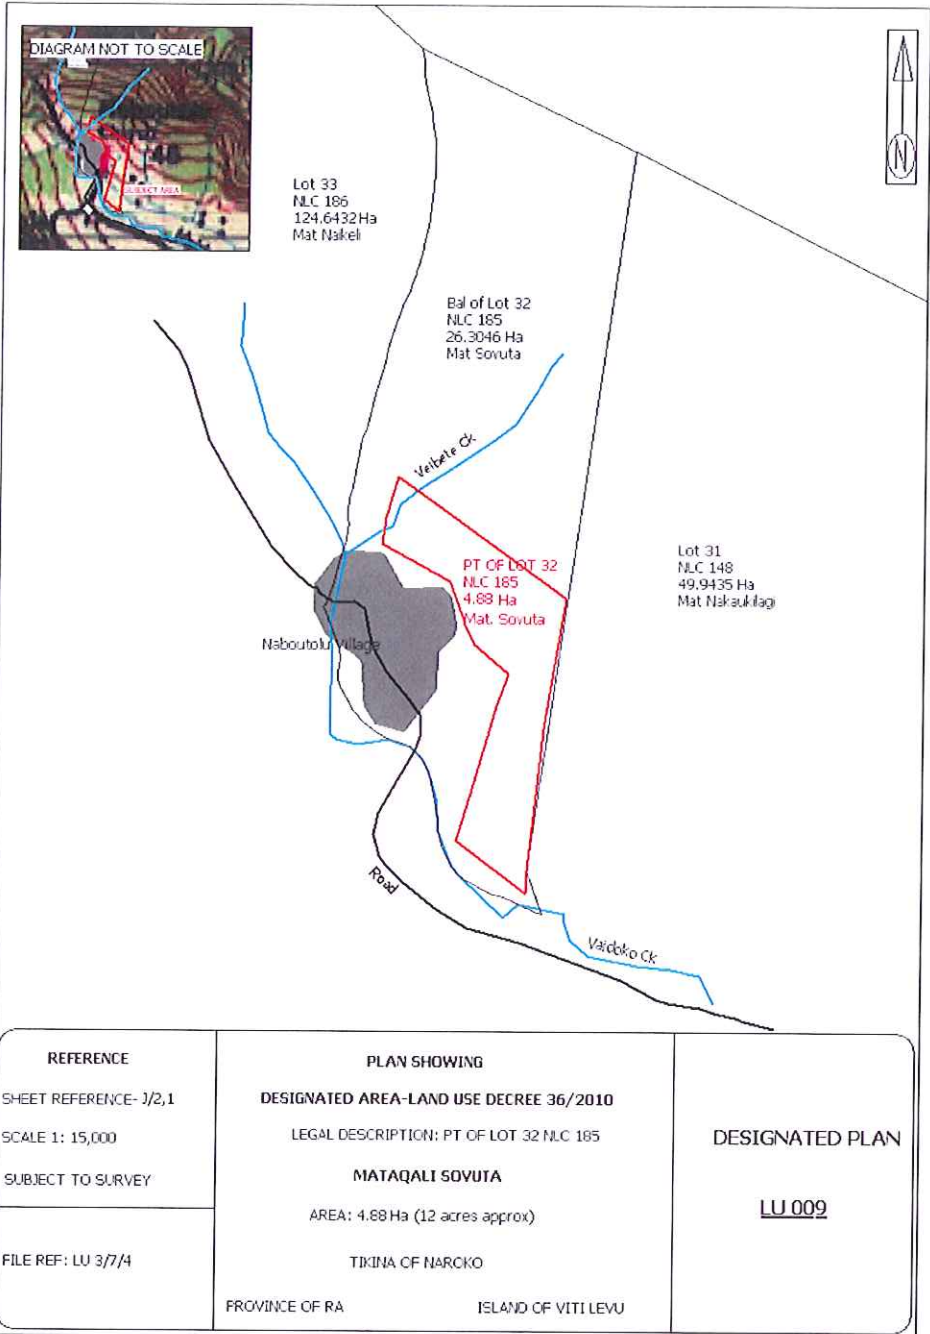 DIAGRAM NOT TO SCALE
SUBJECT AREA
N
Lot 33
NLC 186
124.6432Ha
Mat Naikeli
Bal of Lot 32
NLC 185
26.3046 Ha
Mat Sovuta
Veibete Ck
PT OF LOT 32
NLC 185
4.88 Ha
Mat. Sovuta
Lot 31
NLC 148
49.9435 Ha
Mat Nakaukilagi
Naboutolu Village
Road
Vaidoko Ck
REFERENCE
SHEET REFERENCE- J/2,1
SCALE 1: 15,000
SUBJECT TO SURVEY
FILE REF: LU 3/7/4
PLAN SHOWING
DESIGNATED AREA-LAND USE DECREE 36/2010
LEGAL DESCRIPTION: PT OF LOT 32 NLC 185
MATAQALI SOVUTA
AREA: 4.88 Ha (12 acres approx)
TIKINA OF NAROKO
PROVINCE OF RA ISLAND OF VITI LEVU
DESIGNATED PLAN
LU 009